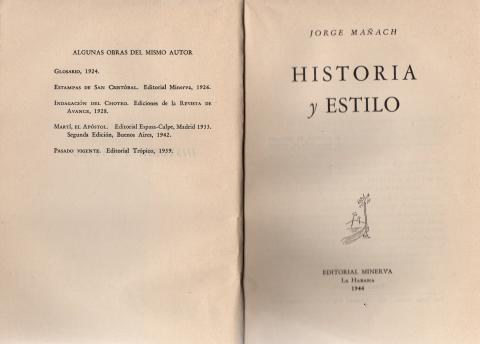 ALGUNAS OBRAS DEL MISMO AUTOR
GLOSARIO, 1924.
ESTAMPAS DE SAN CRISTÓBAL. Editorial Minerva, 1926.
INDAGACIÓN DEL CHOTEO. Ediciones de la REVISTA DE
AVANCE, 1928.
MARTÍ, EL APÓSTOL. Editorial Espasa-Calpe, Madrid 1933.
Segunda Edición, Buenos Aires, 1942.
PASADO VIGENTE. Editorial Trópico, 1939.
JORGE MAÑACH
HISTORIA
y ESTILO
EDITORIAL MINERVA
LA HABANA
1944